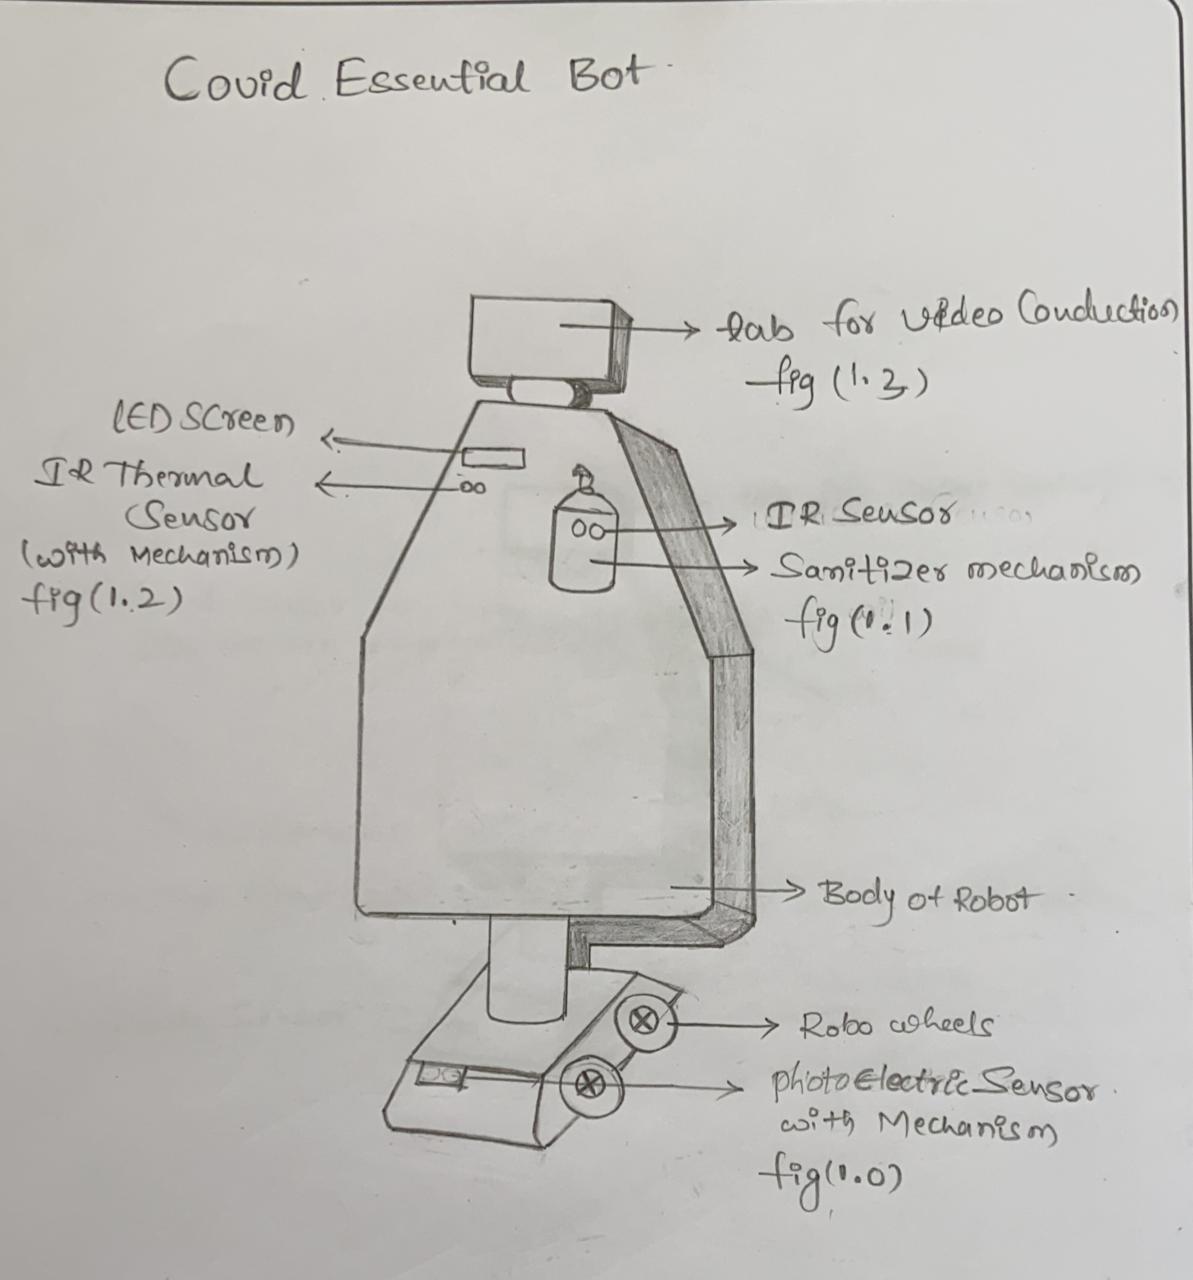 Covid Essential Bot
tab for video Conduction
fig (1.3)
LED SCreen
IR Thermal
Sensor
(with Mechanism)
fig (1.2)
IR Sensor
Sanitizer mechanism
fig (1.1)
Body of Robot
Robo wheels
photoElectric Sensor
with Mechanism
fig (1.0)